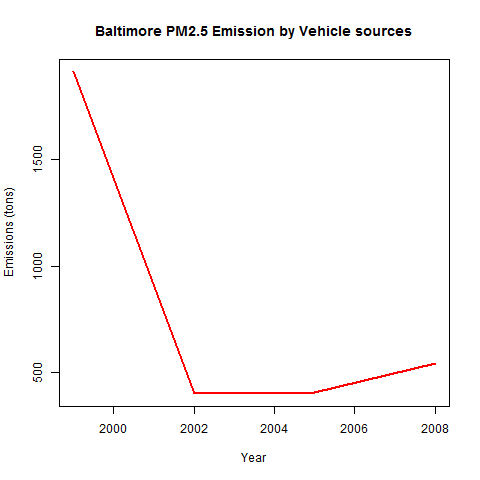 Baltimore PM2.5 Emission by Vehicle sources
Emissions (tons)
1500
1000
500
2000 2002 2004 2006 2008
Year